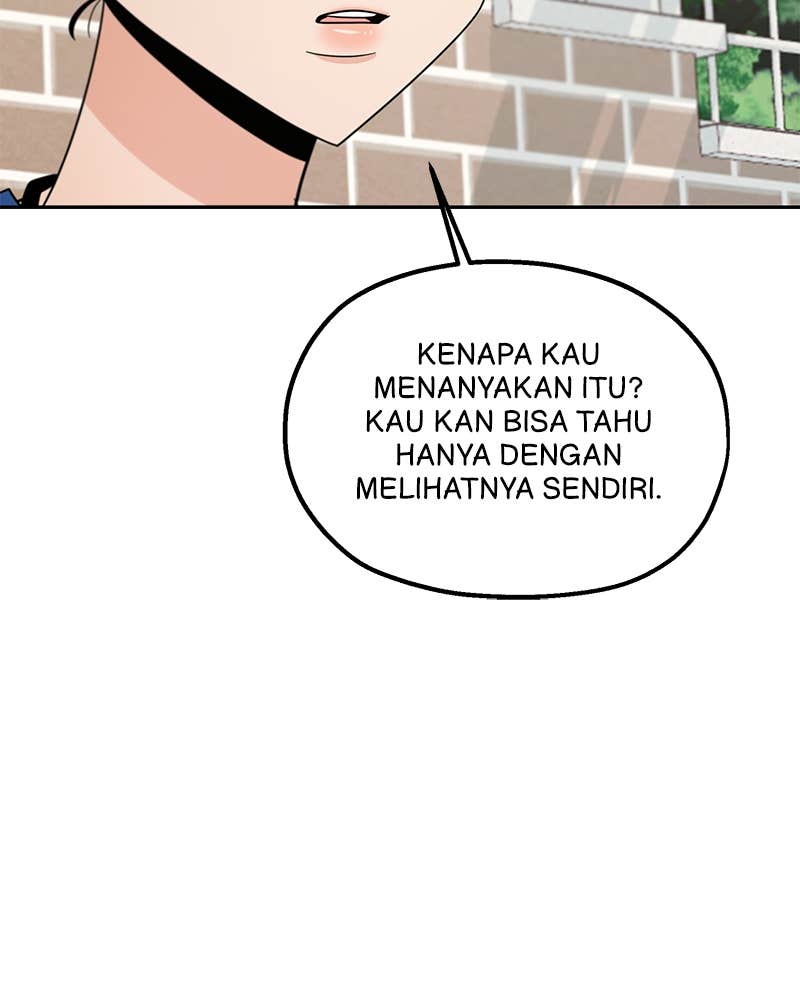 KENAPA KAU
MENANYAKAN ITU?
KAU KAN BISA TAHU
HANYA DENGAN
MELIHATNYA SENDIRI.